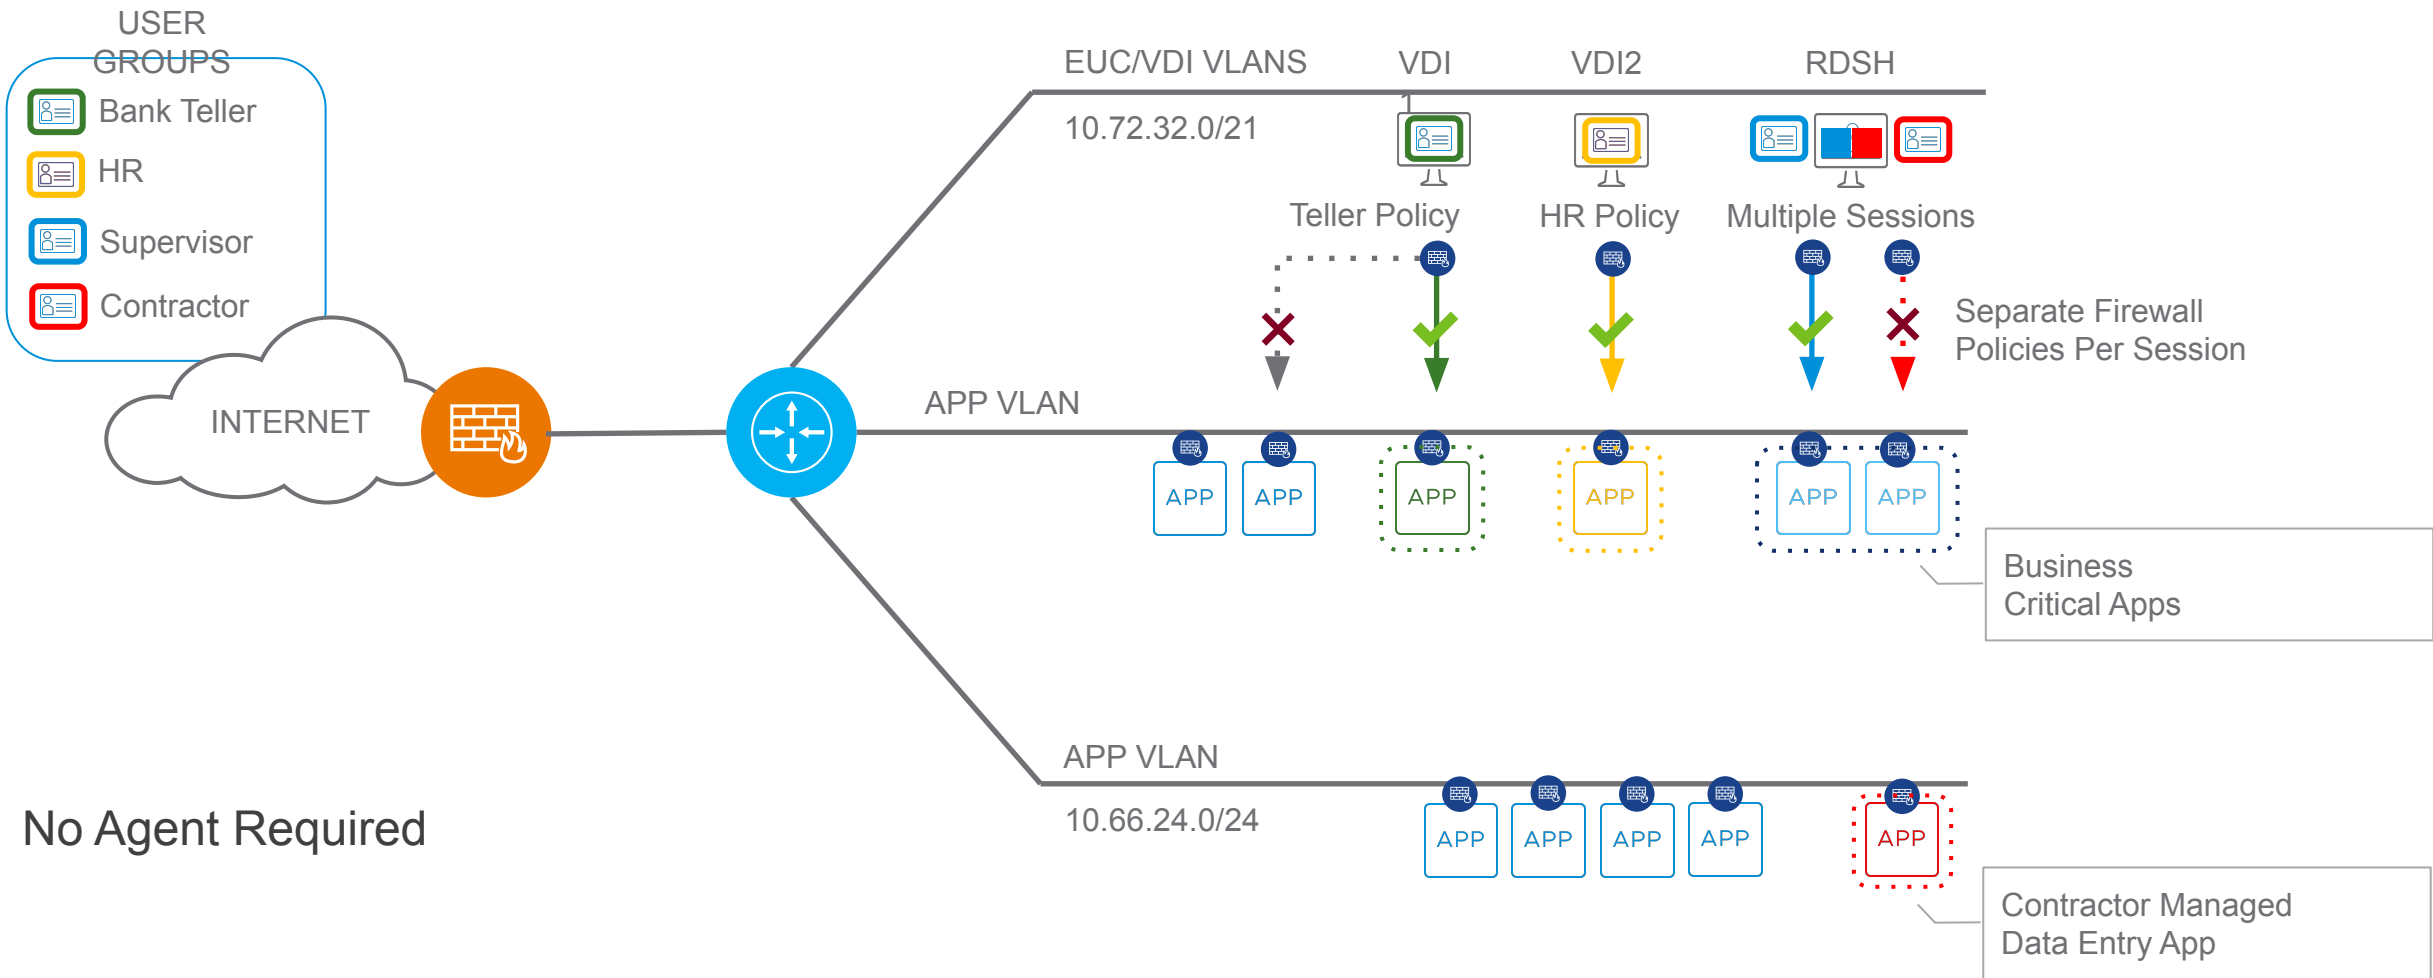 USER
GROUPS
Bank Teller
HR
Supervisor
Contractor
INTERNET
EUC/VDI VLANS
VDI
VDI2
RDSH
10.72.32.0/21
Teller Policy
HR Policy
Multiple Sessions
Separate Firewall
Policies Per Session
APP VLAN
APP
APP
APP
APP
APP
APP
Business
Critical Apps
APP VLAN
10.66.24.0/24
APP
APP
APP
APP
APP
No Agent Required
Contractor Managed
Data Entry App